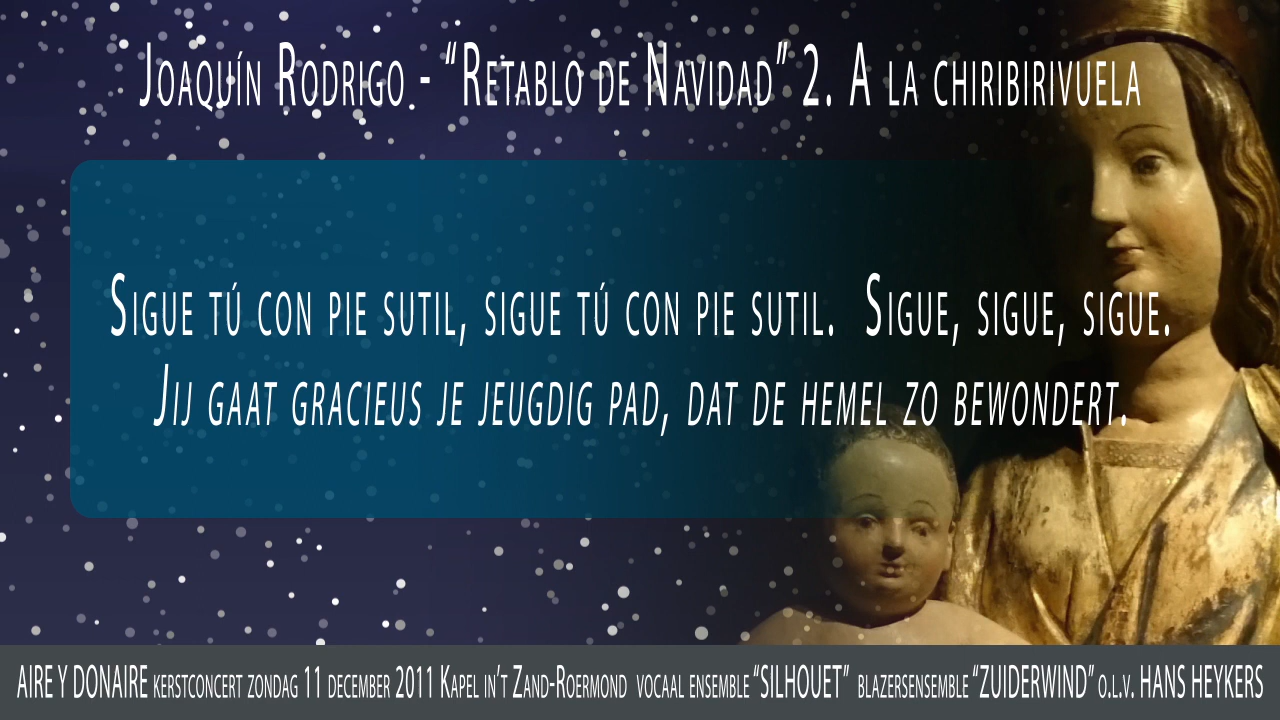 Joaquín Rodrigo - “Retablo de Navidad” 2. A la chiribirivuela
Sigue tú con pie sutil, sigue tú con pie sutil. Sigue, sigue, sigue.
Jij gaat gracieus je jeugdig pad, dat de hemel zo bewondert.
AIRE Y DONAIRE kerstconcert zondag 11 december 2011 Kapel in’t Zand-Roermond vocaal ensemble “SILHOUET” blazersensemble “ZUIDERWIND” o.l.v. HANS HEYKERS